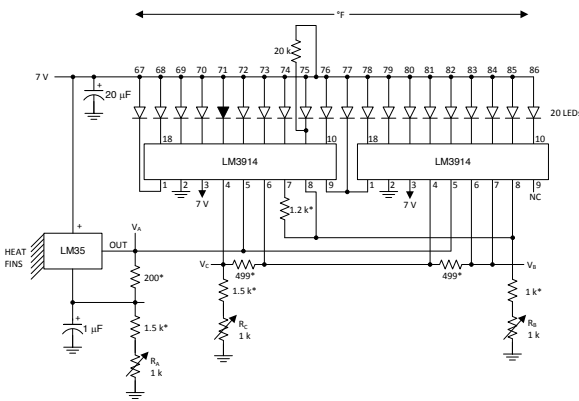 °F
20 k
67 68 69 70 71 72 73 74 75 76 77 78 79 80 81 82 83 84 85 86
7 V
+
20 µF
20 LEDs
18 10 18 10
LM3914 LM3914
1 2 3 4 5 6 7 8 9 1 2 3 4 5 6 7 8 9
7 V 7 V NC
1.2 k*
+
VA
HEAT
FINS
LM35
OUT
VC
499*
499*
VB
200*
1.5 k*
1 k*
+
1 µF
1.5 k*
RC
1 k
RB
1 k
RA
1 k